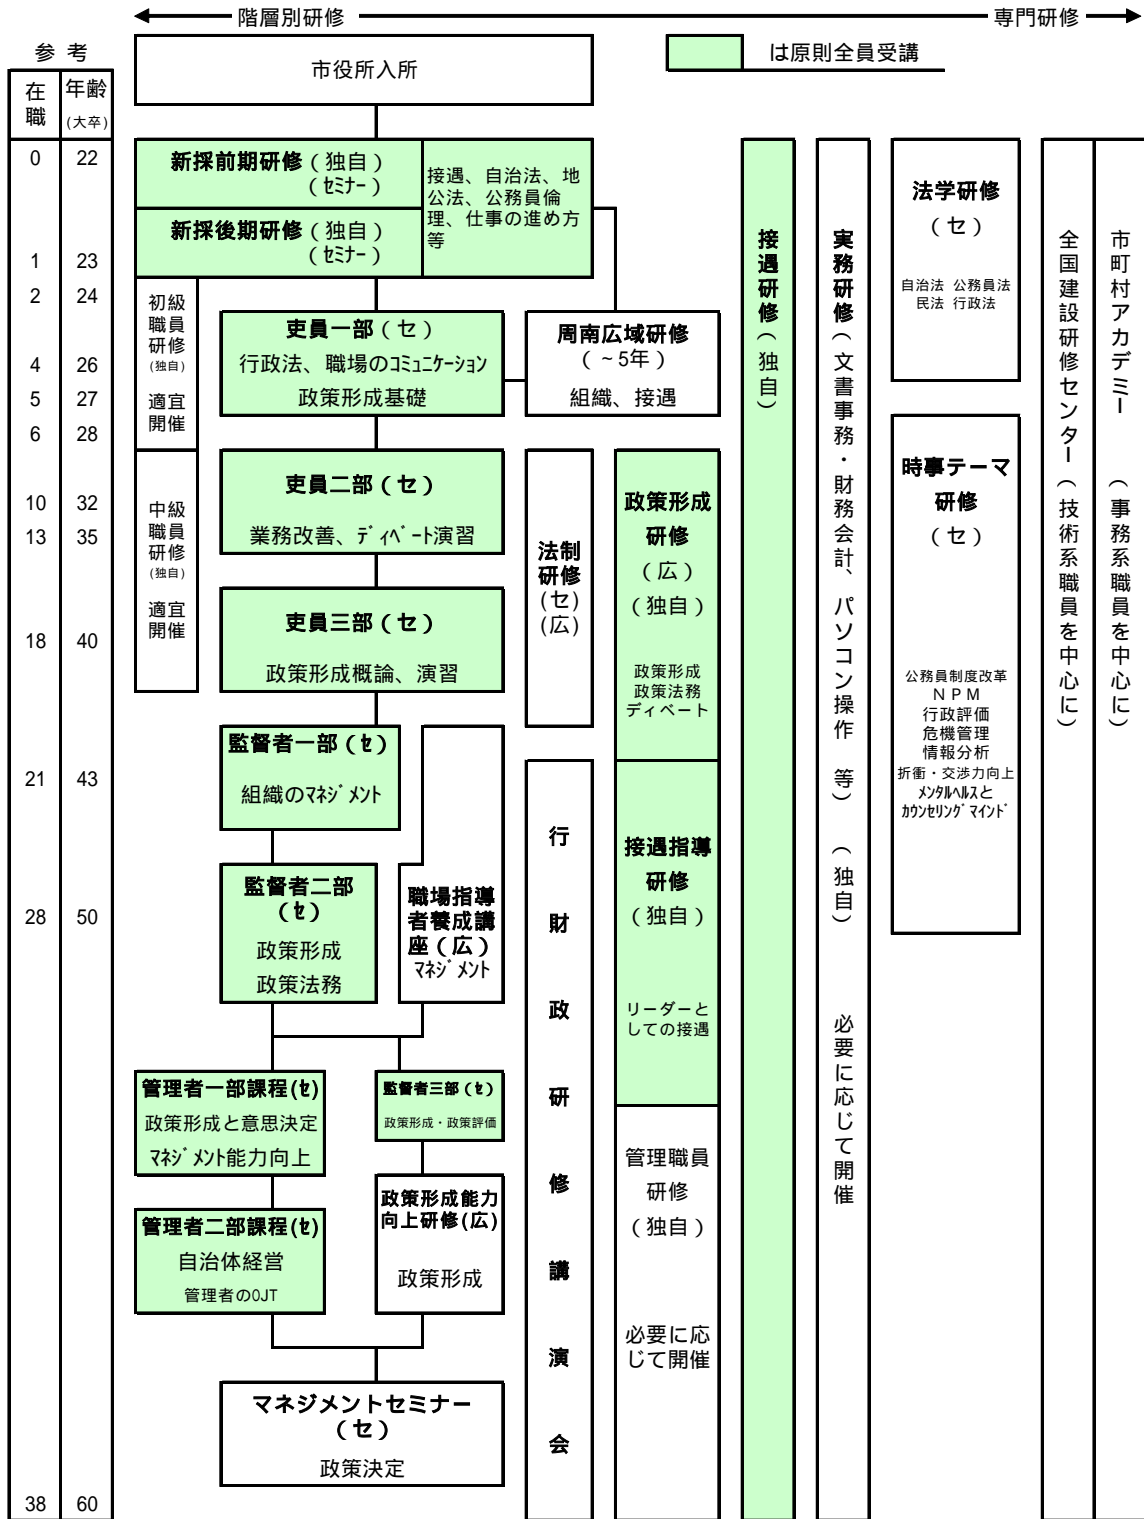 階層別研修
専門研修
参 考
は原則全員受講
在職
年齢
(大卒)
市役所入所
0 22
1 23
2 24
4 26
5 27
6 28
10 32
13 35
18 40
21 43
28 50
38 60
新採前期研修（独自）
（ｾﾐﾅｰ）
新採後期研修（独自）
（ｾﾐﾅｰ）
接遇、自治法、地
公法、公務員倫
理、仕事の進め方
等
初級
職員
研修
(独自)
適宜
開催
吏員一部（セ）
行政法、職場のｺﾐｭﾆｹｰｼｮﾝ
政策形成基礎
周南広域研修
（～5年）
組織、接遇
中級
職員
研修
(独自)
適宜
開催
吏員二部（セ）
業務改善、ﾃﾞｨﾍﾞｰﾄ演習
吏員三部（セ）
政策形成概論、演習
監督者一部（ｾ）
組織のﾏﾈｼﾞﾒﾝﾄ
監督者二部
（ｾ）
政策形成
政策法務
職場指導
者養成講
座（広）
ﾏﾈｼﾞﾒﾝﾄ
管理者一部課程(ｾ)
政策形成と意思決定
ﾏﾈｼﾞﾒﾝﾄ能力向上
監督者三部（ｾ）
政策形成・政策評価
管理者二部課程(ｾ)
自治体経営
管理者のOJT
政策形成能力
向上研修(広)
政策形成
マネジメントセミナー
（セ）
政策決定
法制
研修
(セ)
(広)
行財政研修講演会
政策形成
研修
（広）
（独自）
政策形成
政策法務
ディベート
接遇指導
研修
（独自）
リーダーと
しての接遇
管理職員
研修
（独自）
必要に応
じて開催
接遇研修（独自）
実務研修（文書事務・財務会計、パソコン操作 等）（独自） 必要に応じて開催
法学研修
（セ）
自治法 公務員法
民法 行政法
時事テーマ
研修
（セ）
公務員制度改革
ＮＰＭ
行政評価
危機管理
情報分析
折衝・交渉力向上
ﾒﾝﾀﾙﾍﾙｽと
ｶｳﾝｾﾘﾝｸﾞﾏｲﾝﾄﾞ
全国建設研修センター（技術系職員を中心に）
市町村アカデミー （事務系職員を中心に）